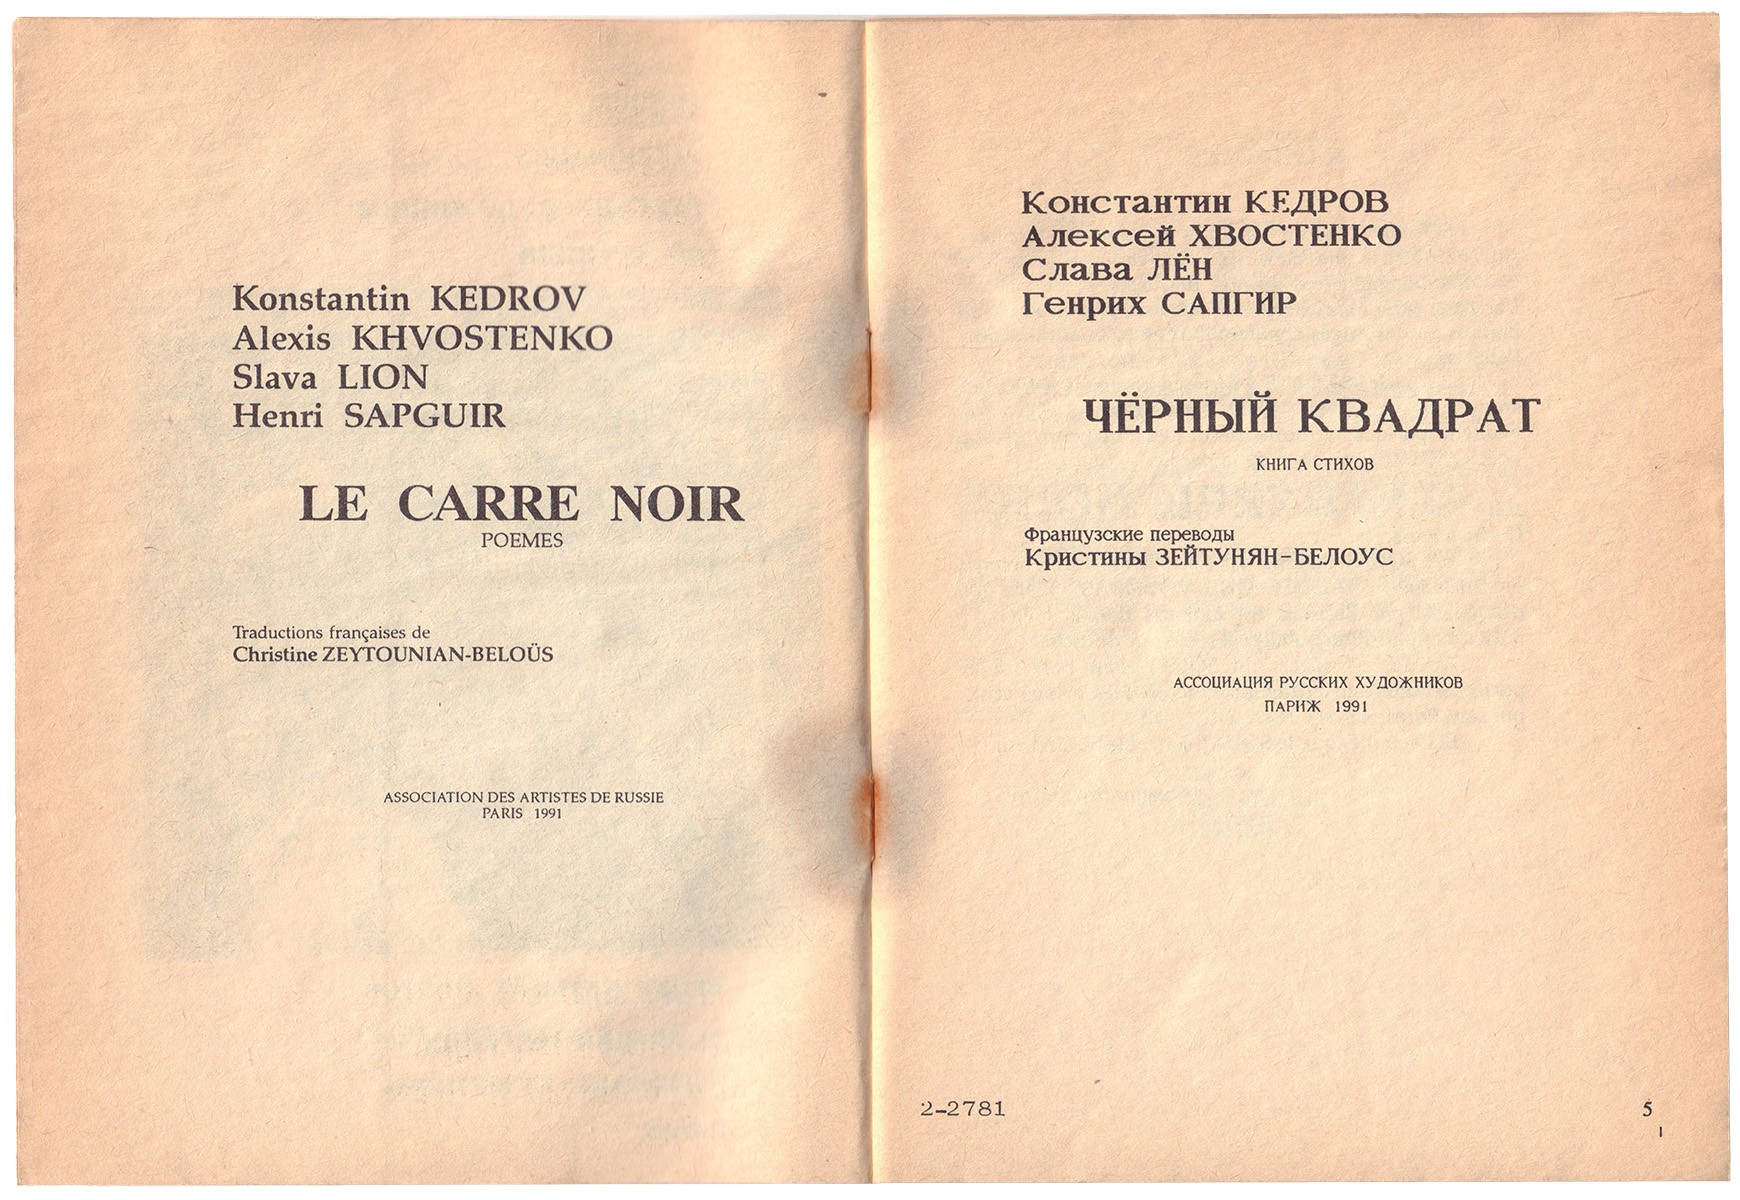 Konstantin KEDROV
Alexis KHVOSTENKO
Slava LION
Henri SAPGUIR
LE CARRE NOIR
POEMES
Traductions françaises de
Christine ZEYTOUNIAN-BELOÜS
ASSOCIATION DES ARTISTES DE RUSSIE
PARIS 1991
Константин КЕДРОВ
Алексей ХВОСТЕНКО
Слава ЛЁН
Генрих САПГИР
ЧЁРНЫЙ КВАДРАТ
КНИГА СТИХОВ
Французские переводы
Кристины ЗЕЙТУНЯН-БЕЛОУС
АССОЦИАЦИЯ РУССКИХ ХУДОЖНИКОВ
ПАРИЖ 1991
2-2781
5